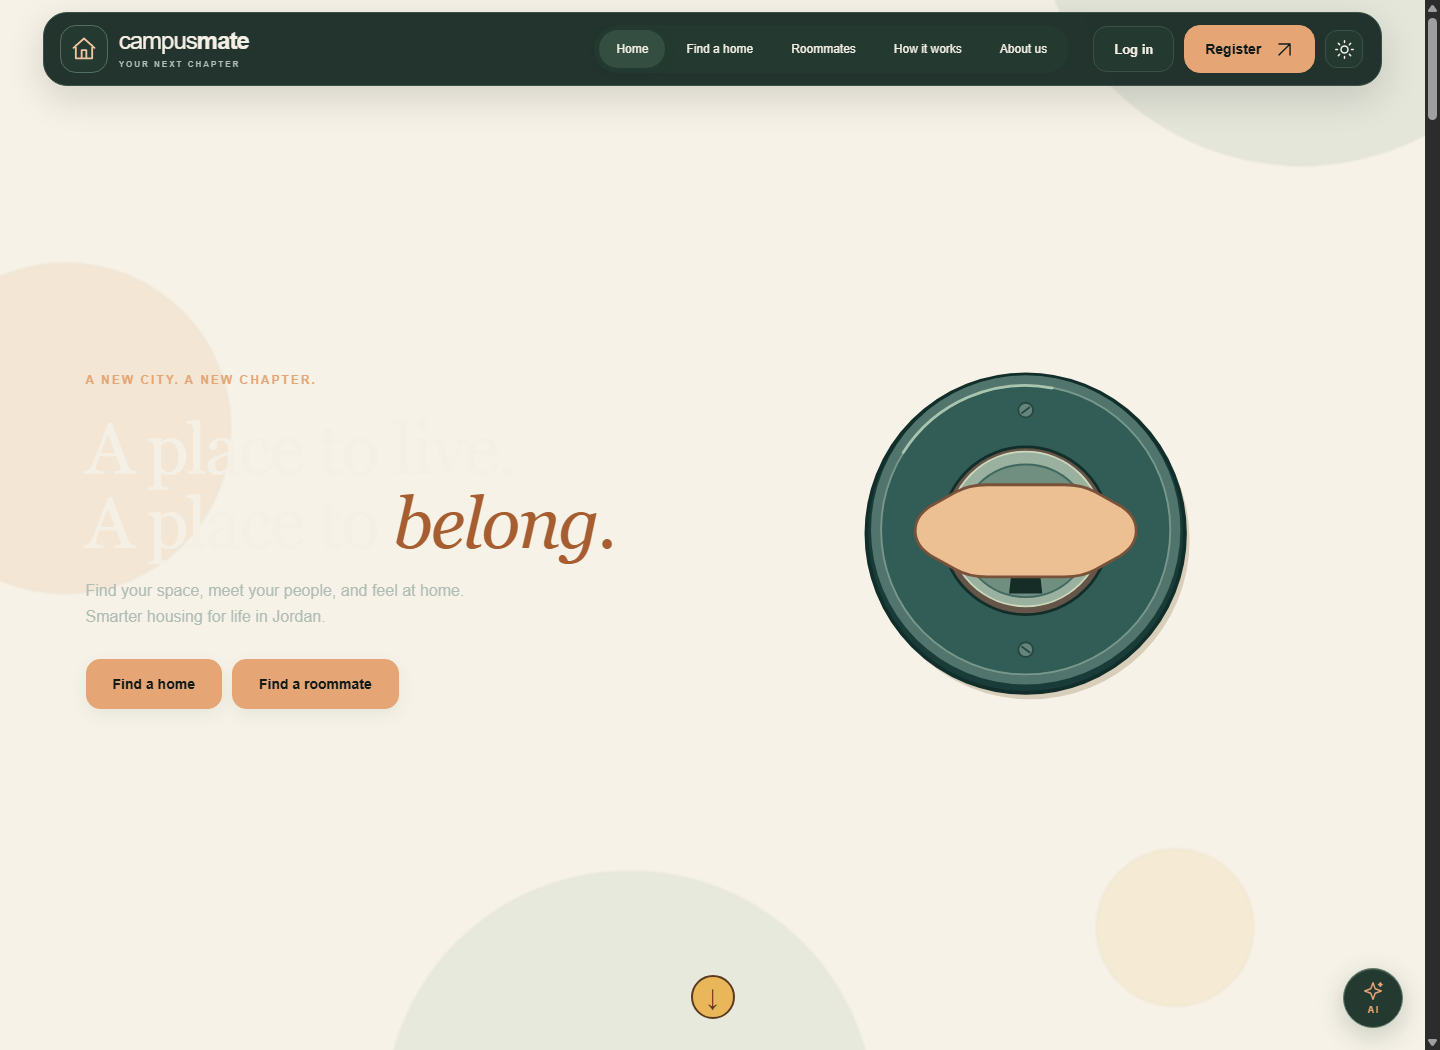 campusmate
YOUR NEXT CHAPTER
Home
Find a home
Roommates
How it works
About us
Log in
Register
A NEW CITY. A NEW CHAPTER.
A place to live.
A place to belong.
Find your space, meet your people, and feel at home.
Smarter housing for life in Jordan.
Find a home
Find a roommate
↓
AI